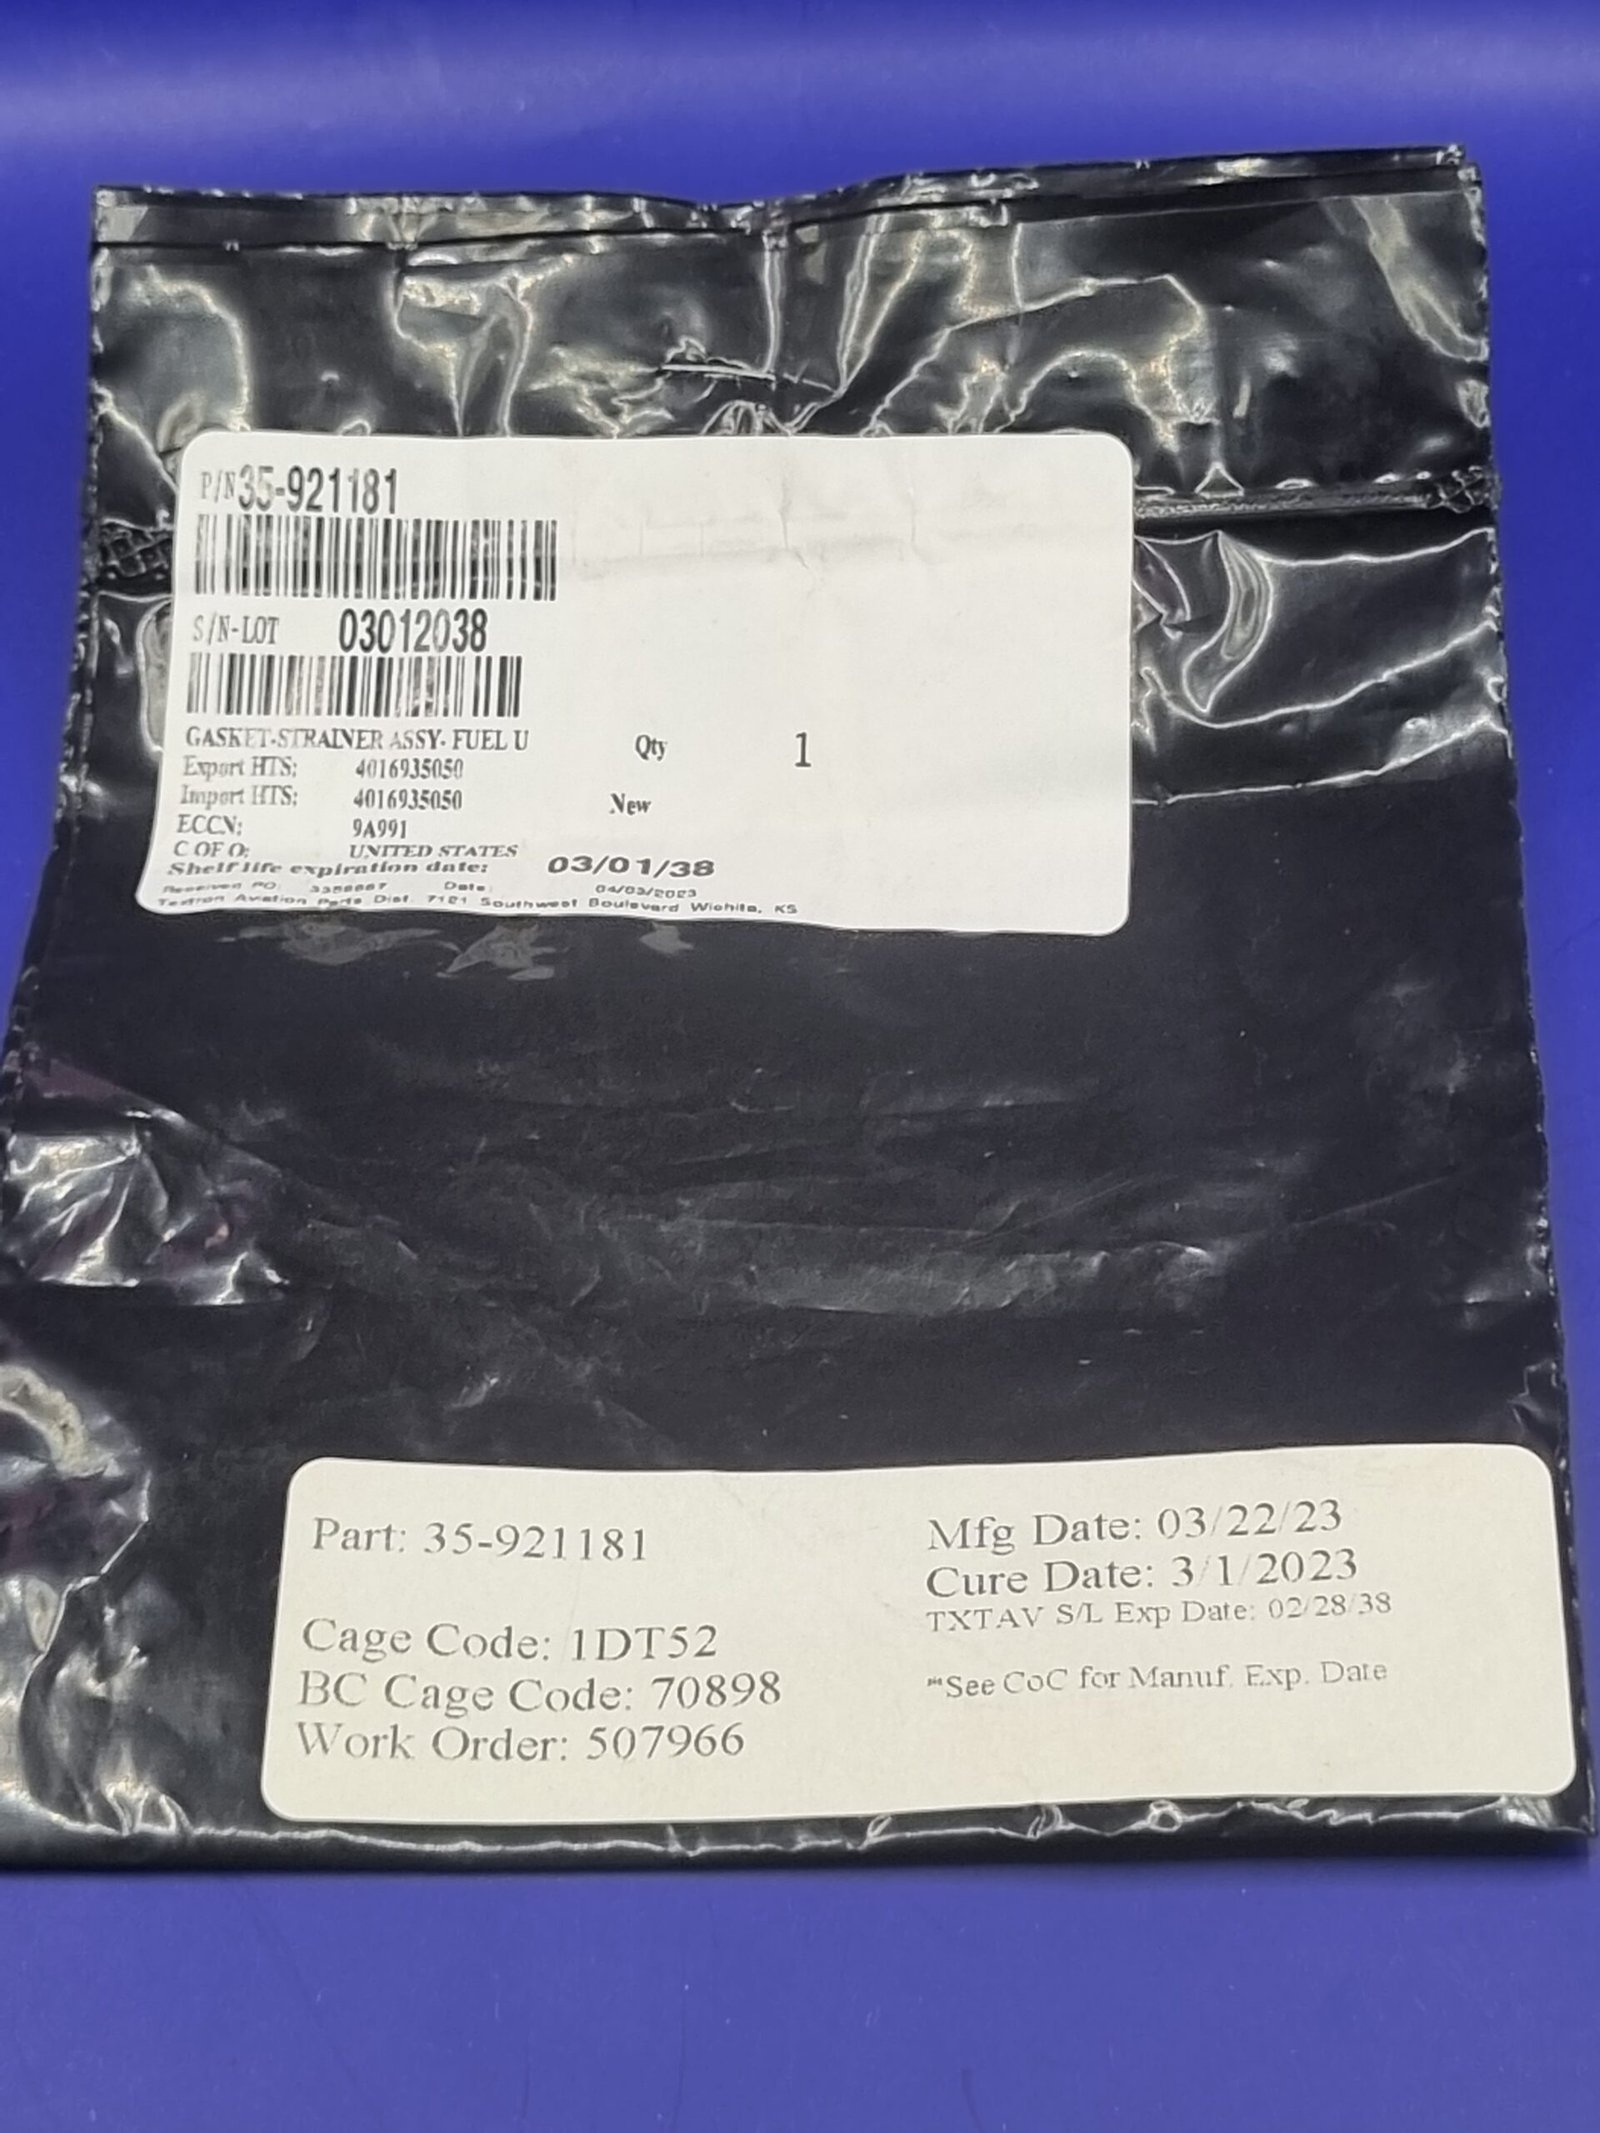 P/N 35-921181
S/N-LOT 03012038
GASKET-STRAINER ASSY- FUEL U Qty 1
Export HTS: 4016935050
Import HTS: 4016935050 New
ECCN: 9A991
C OF O: UNITED STATES
Shelf life expiration date: 03/01/38
Date: 04/03/2023
Textron Aviation Parts Dist. 7121 Southwest Boulevard Wichita, KS
Part: 35-921181
Cage Code: 1DT52
BC Cage Code: 70898
Work Order: 507966
Mfg Date: 03/22/23
Cure Date: 3/1/2023
TXTAV S/L Exp Date: 02/28/38
**See CoC for Manuf. Exp. Date